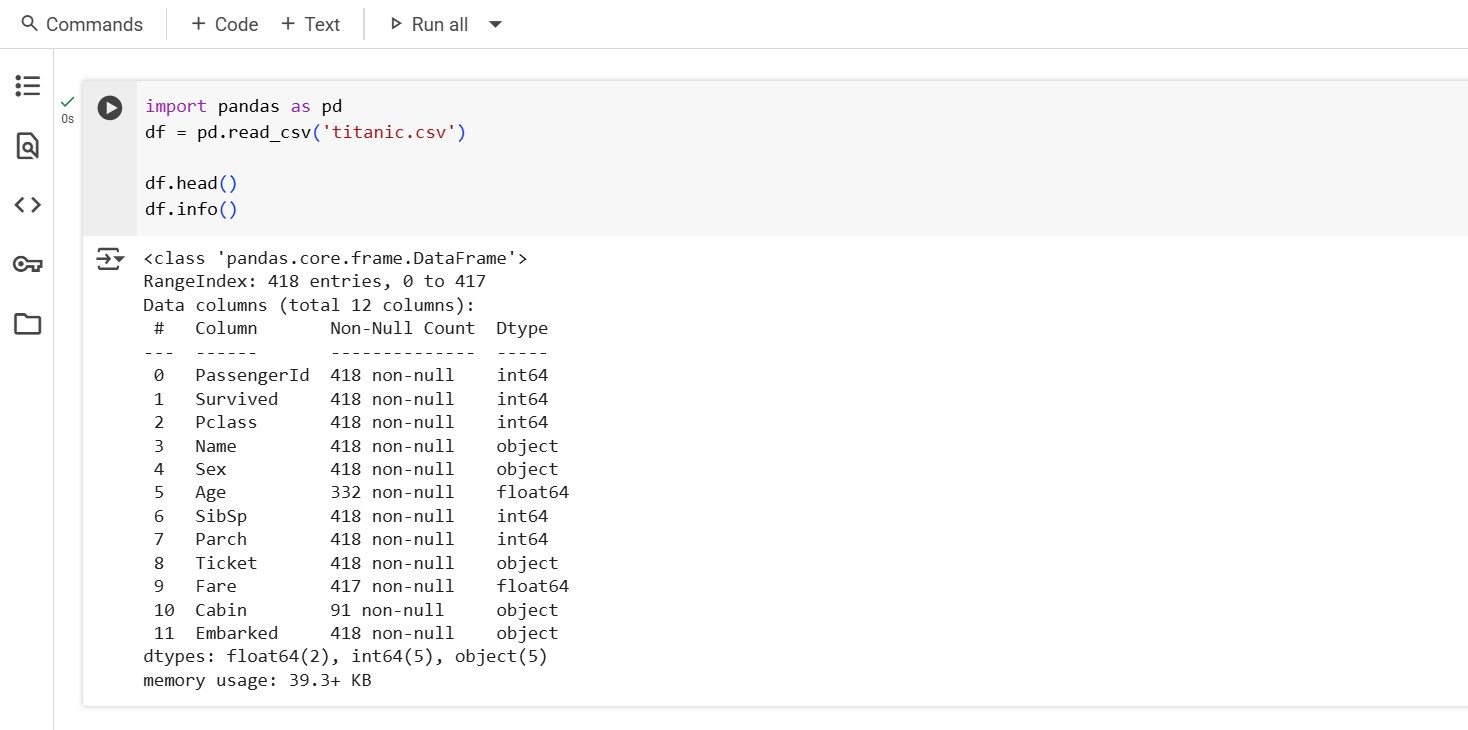 Commands + Code + Text Run all
0s
import pandas as pd
df = pd.read_csv('titanic.csv')
df.head()
df.info()
<class 'pandas.core.frame.DataFrame'>
RangeIndex: 418 entries, 0 to 417
Data columns (total 12 columns):
 #   Column       Non-Null Count  Dtype
---  ------       --------------  -----
 0   PassengerId  418 non-null    int64
 1   Survived     418 non-null    int64
 2   Pclass       418 non-null    int64
 3   Name         418 non-null    object
 4   Sex          418 non-null    object
 5   Age          332 non-null    float64
 6   SibSp        418 non-null    int64
 7   Parch        418 non-null    int64
 8   Ticket       418 non-null    object
 9   Fare         417 non-null    float64
 10  Cabin        91 non-null     object
 11  Embarked     418 non-null    object
dtypes: float64(2), int64(5), object(5)
memory usage: 39.3+ KB